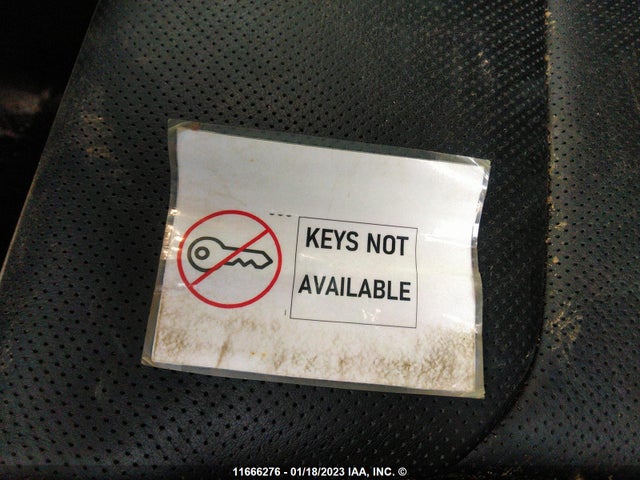 KEYS NOT
AVAILABLE
11666276 - 01/18/2023 IAA, INC. ©